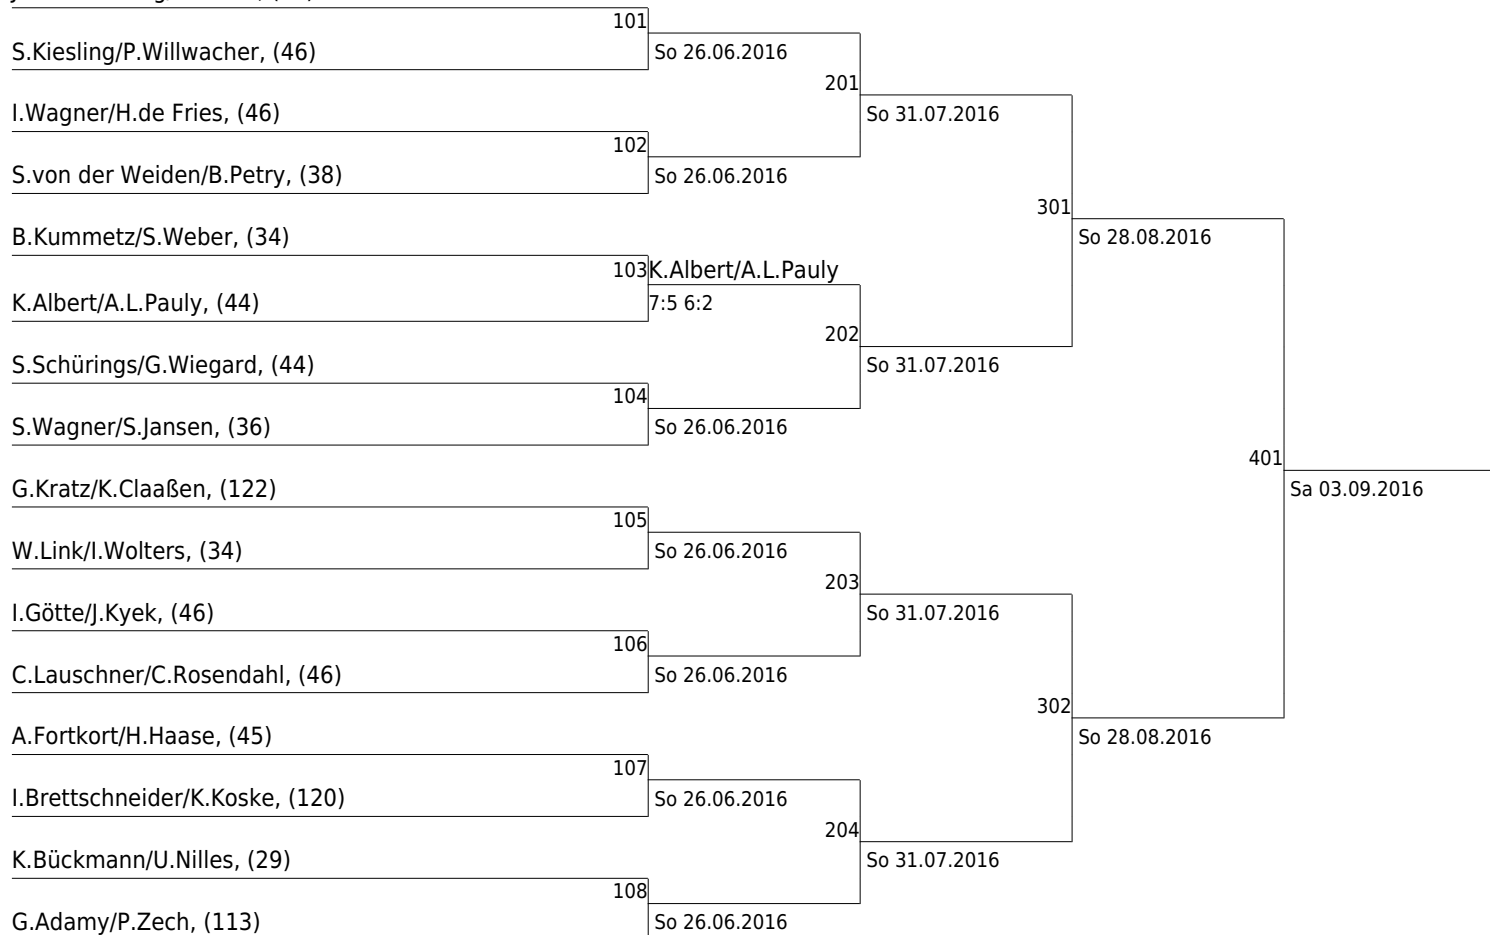 101
S.Kiesling/P.Willwacher, (46)
So 26.06.2016
201
I.Wagner/H.de Fries, (46)
So 31.07.2016
102
S.von der Weiden/B.Petry, (38)
So 26.06.2016
301
B.Kummetz/S.Weber, (34)
So 28.08.2016
103
K.Albert/A.L.Pauly
K.Albert/A.L.Pauly, (44)
7:5 6:2
202
S.Schürings/G.Wiegard, (44)
So 31.07.2016
104
S.Wagner/S.Jansen, (36)
So 26.06.2016
401
G.Kratz/K.Claaßen, (122)
Sa 03.09.2016
105
W.Link/I.Wolters, (34)
So 26.06.2016
203
I.Götte/J.Kyek, (46)
So 31.07.2016
106
C.Lauschner/C.Rosendahl, (46)
So 26.06.2016
302
A.Fortkort/H.Haase, (45)
So 28.08.2016
107
I.Brettschneider/K.Koske, (120)
So 26.06.2016
204
K.Bückmann/U.Nilles, (29)
So 31.07.2016
108
G.Adamy/P.Zech, (113)
So 26.06.2016